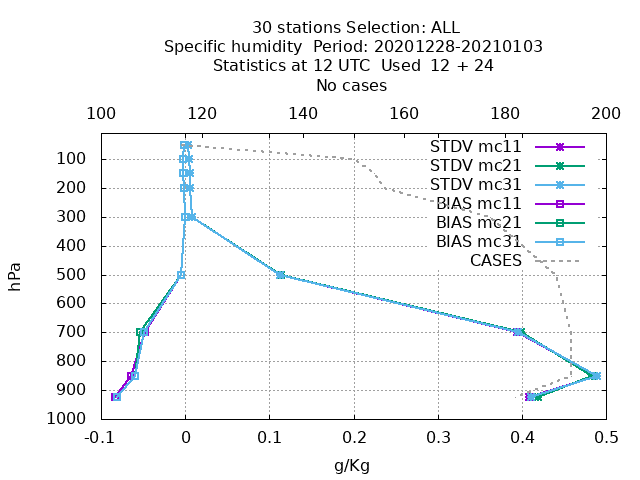 30 stations Selection: ALL
Specific humidity  Period: 20201228-20210103
Statistics at 12 UTC  Used  12 + 24
No cases
100 120 140 160 180 200
STDV mc11
STDV mc21
STDV mc31
BIAS mc11
BIAS mc21
BIAS mc31
CASES
hPa
100
200
300
400
500
600
700
800
900
1000
-0.1 0 0.1 0.2 0.3 0.4 0.5
g/Kg